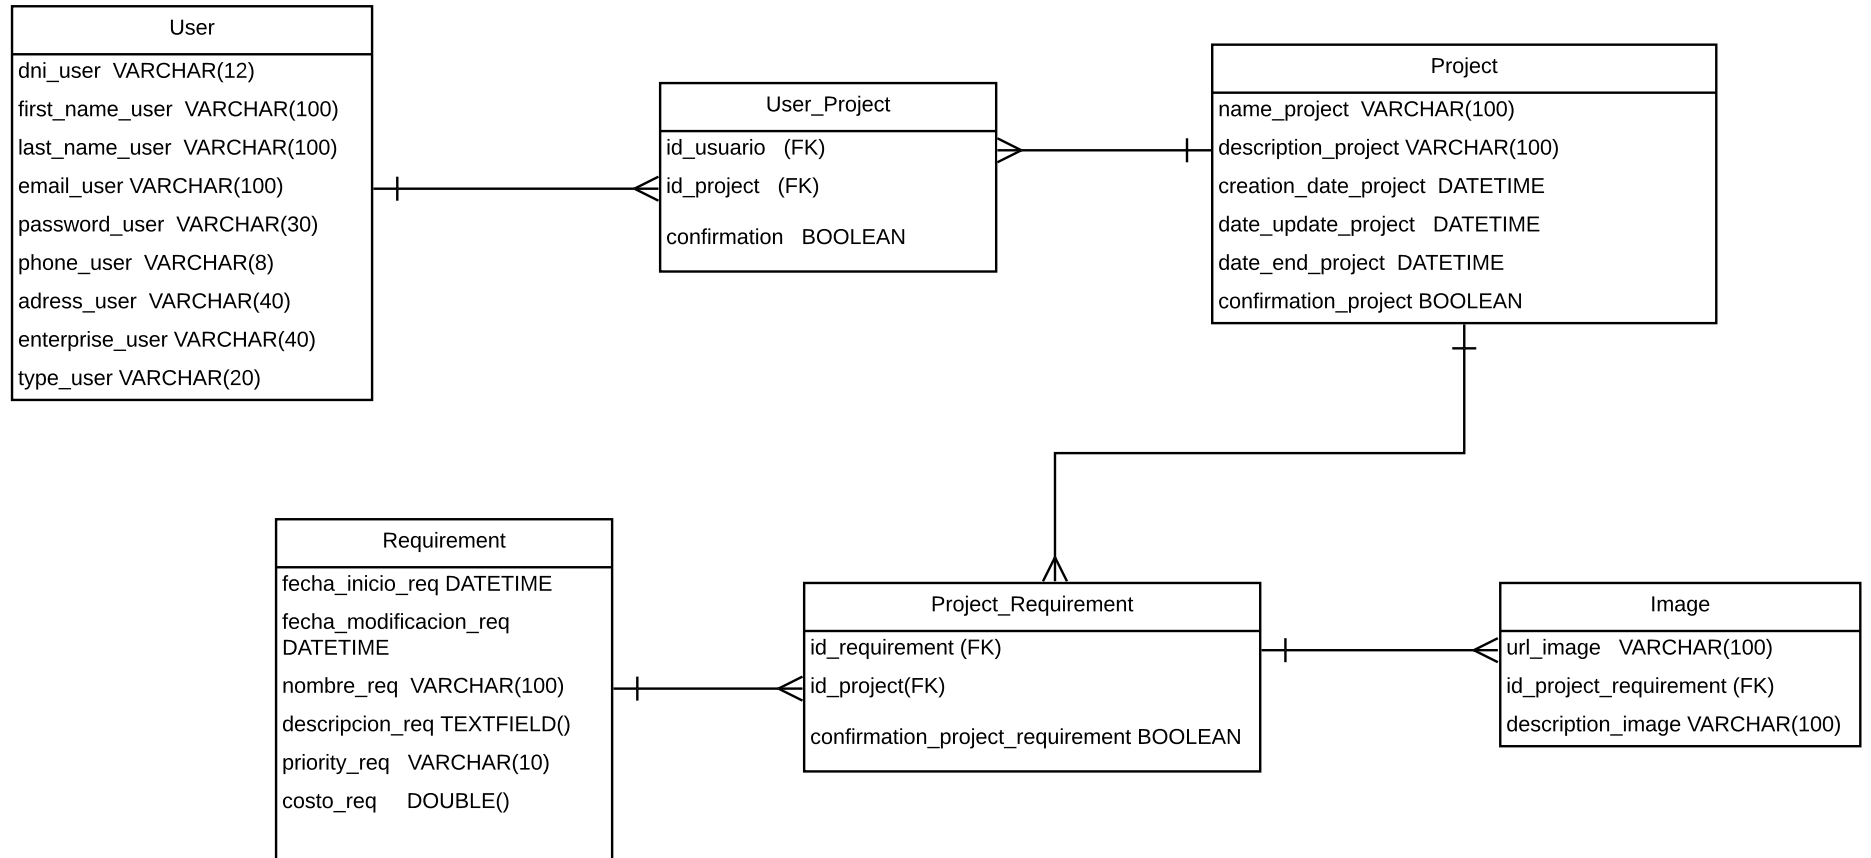 User
dni_user VARCHAR(12)
first_name_user VARCHAR(100)
last_name_user VARCHAR(100)
email_user VARCHAR(100)
password_user VARCHAR(30)
phone_user VARCHAR(8)
adress_user VARCHAR(40)
enterprise_user VARCHAR(40)
type_user VARCHAR(20)
User_Project
id_usuario (FK)
id_project (FK)
confirmation BOOLEAN
Project
name_project VARCHAR(100)
description_project VARCHAR(100)
creation_date_project DATETIME
date_update_project DATETIME
date_end_project DATETIME
confirmation_project BOOLEAN
Requirement
fecha_inicio_req DATETIME
fecha_modificacion_req
DATETIME
nombre_req VARCHAR(100)
descripcion_req TEXTFIELD()
priority_req VARCHAR(10)
costo_req DOUBLE()
Project_Requirement
id_requirement (FK)
id_project(FK)
confirmation_project_requirement BOOLEAN
Image
url_image VARCHAR(100)
id_project_requirement (FK)
description_image VARCHAR(100)